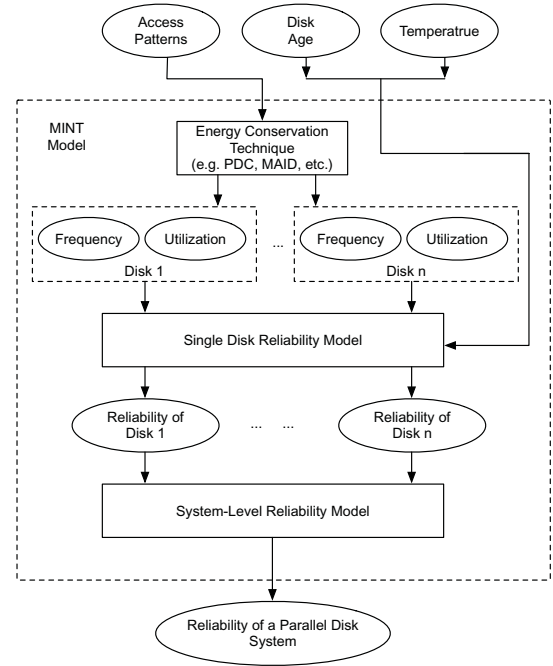 Access
Patterns
Disk
Age
Temperatrue
MINT
Model
Energy Conservation
Technique
(e.g. PDC, MAID, etc.)
Frequency
Utilization
...
Frequency
Utilization
Disk 1
Disk n
Single Disk Reliability Model
Reliability of
Disk 1
... ...
Reliability of
Disk n
System-Level Reliability Model
Reliability of a Parallel Disk
System